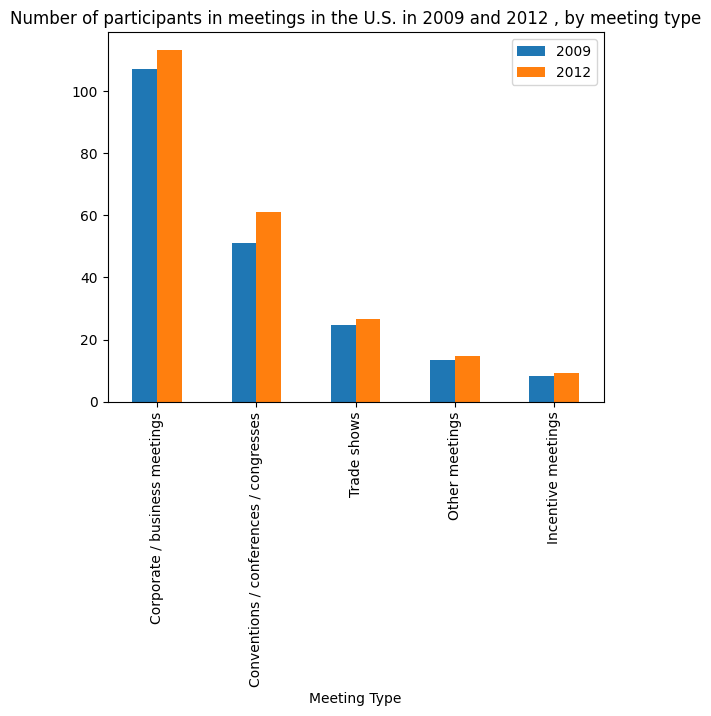 Number of participants in meetings in the U.S. in 2009 and 2012 , by meeting type
2009
2012
100
80
60
40
20
0
Corporate / business meetings
Conventions / conferences / congresses
Trade shows
Other meetings
Incentive meetings
Meeting Type